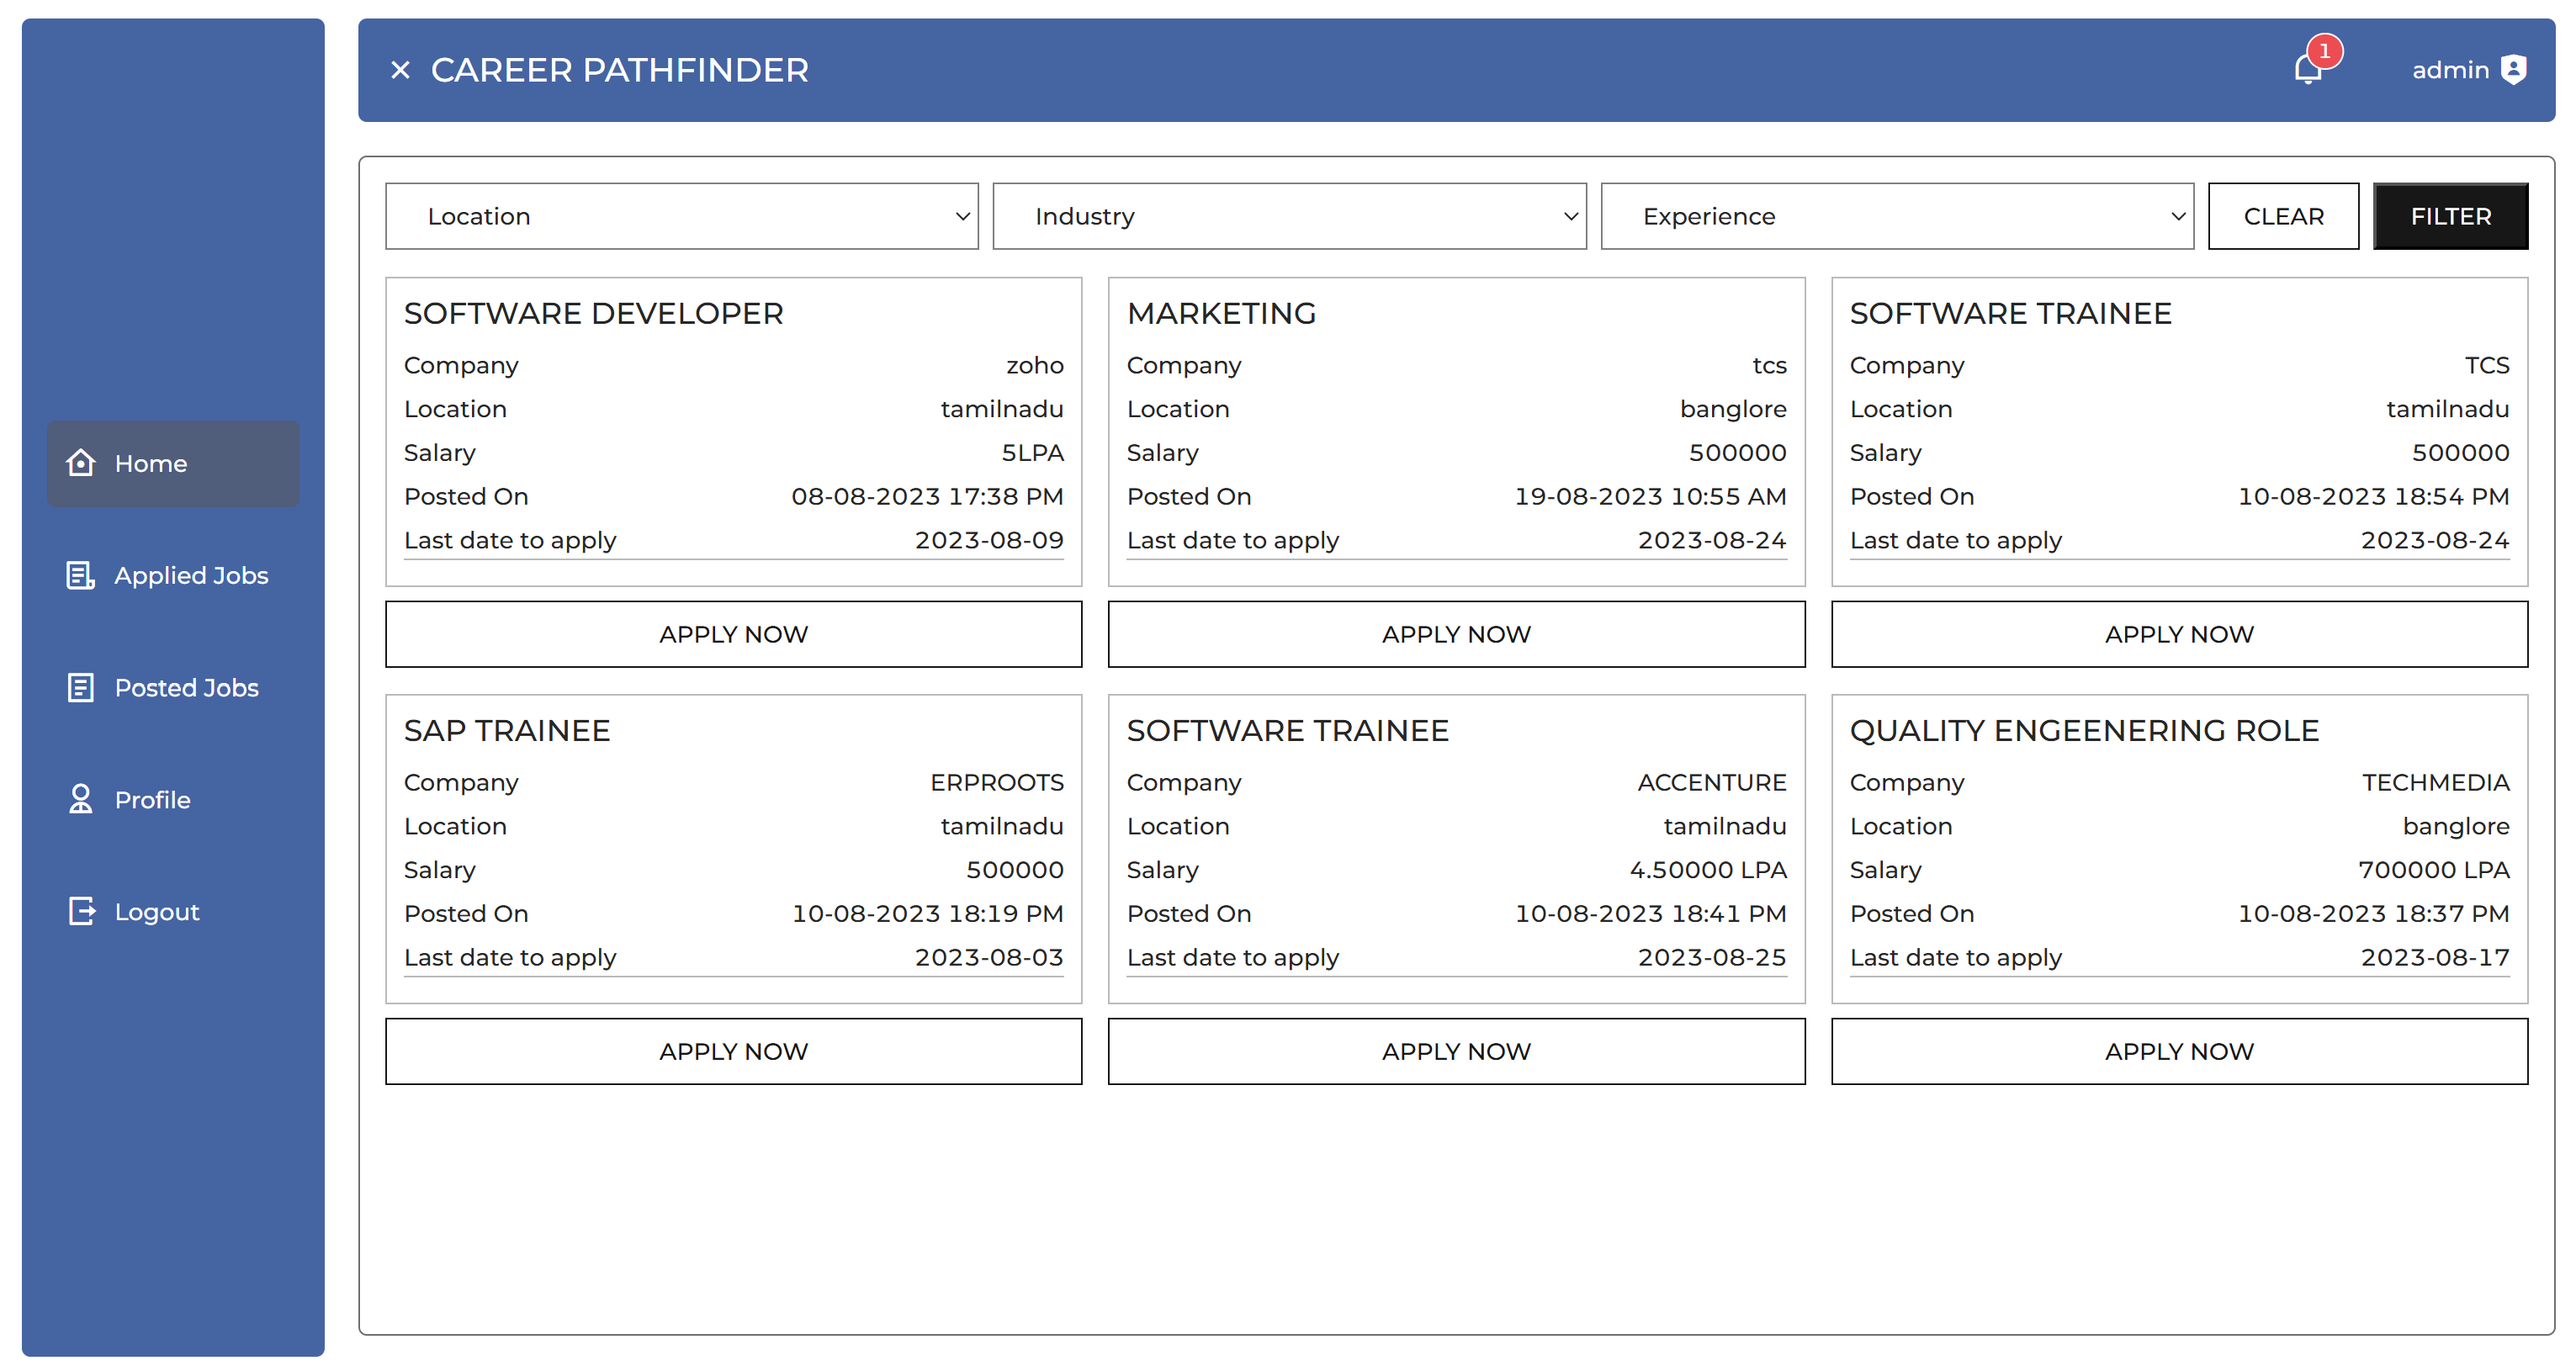 CAREER PATHFINDER
1
admin
Home
Applied Jobs
Posted Jobs
Profile
Logout
Location
Industry
Experience
CLEAR
FILTER
SOFTWARE DEVELOPER
Company zoho
Location tamilnadu
Salary 5LPA
Posted On 08-08-2023 17:38 PM
Last date to apply 2023-08-09
APPLY NOW
MARKETING
Company tcs
Location banglore
Salary 500000
Posted On 19-08-2023 10:55 AM
Last date to apply 2023-08-24
APPLY NOW
SOFTWARE TRAINEE
Company TCS
Location tamilnadu
Salary 500000
Posted On 10-08-2023 18:54 PM
Last date to apply 2023-08-24
APPLY NOW
SAP TRAINEE
Company ERPROOTS
Location tamilnadu
Salary 500000
Posted On 10-08-2023 18:19 PM
Last date to apply 2023-08-03
APPLY NOW
SOFTWARE TRAINEE
Company ACCENTURE
Location tamilnadu
Salary 4.50000 LPA
Posted On 10-08-2023 18:41 PM
Last date to apply 2023-08-25
APPLY NOW
QUALITY ENGEENERING ROLE
Company TECHMEDIA
Location banglore
Salary 700000 LPA
Posted On 10-08-2023 18:37 PM
Last date to apply 2023-08-17
APPLY NOW